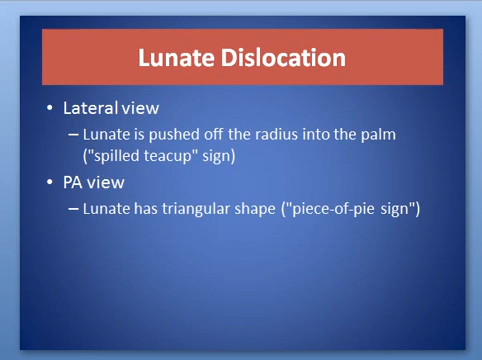 Lunate Dislocation
• Lateral view
– Lunate is pushed off the radius into the palm
("spilled teacup" sign)
• PA view
– Lunate has triangular shape ("piece-of-pie sign")